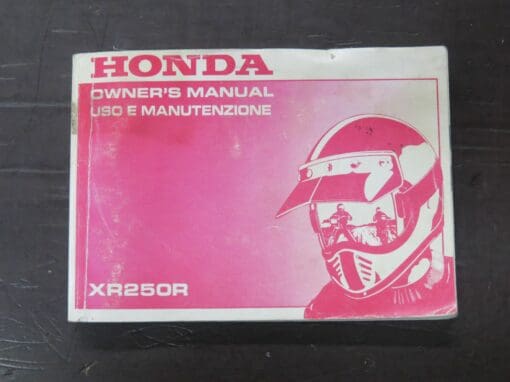 HONDA
OWNER'S MANUAL
USO E MANUTENZIONE
XR250R